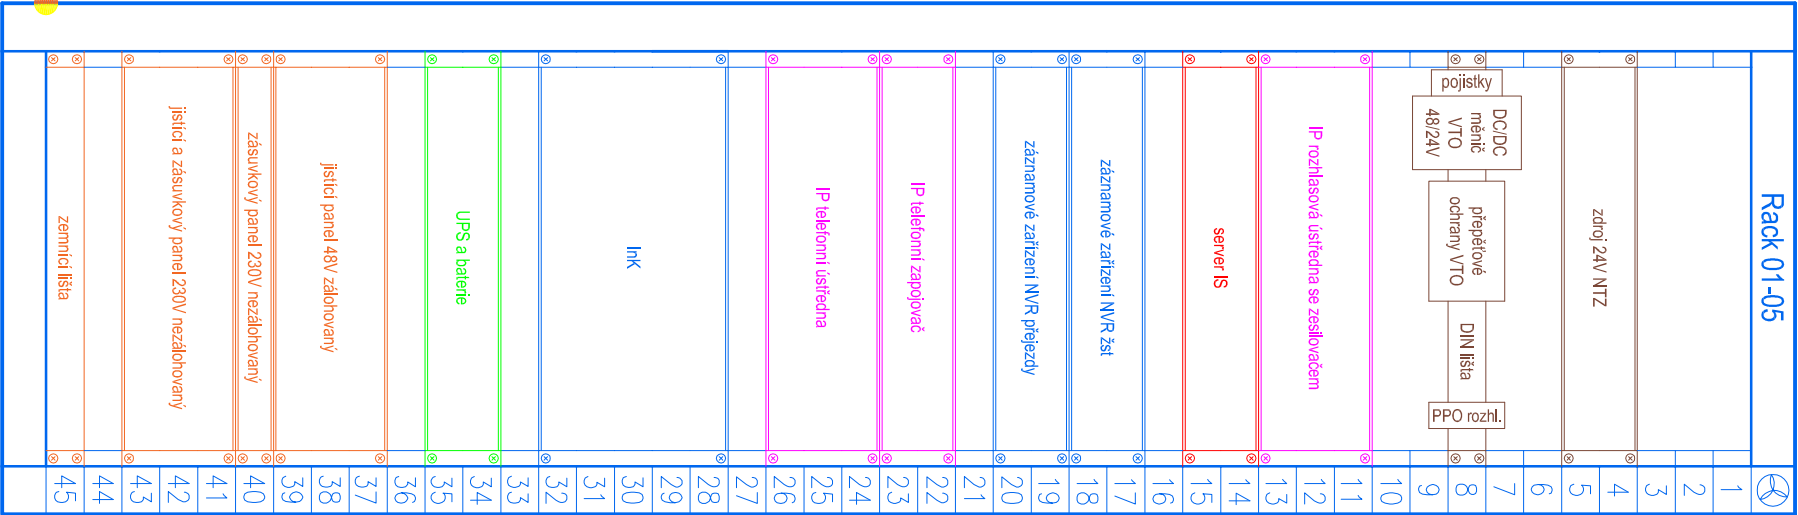 Rack 01-05
1
2
3
4
5
6
7
8
9
10
11
12
13
14
15
16
17
18
19
20
21
22
23
24
25
26
27
28
29
30
31
32
33
34
35
36
37
38
39
40
41
42
43
44
45
zdroj 24V NTZ
pojistky
DC/DC
měnič
VTO
48/24V
přepěťové
ochrany VTO
DIN lišta
PPO rozhl.
IP rozhlasová ústředna se zesilovačem
server IS
záznamové zařízení NVR žst
záznamové zařízení NVR přejezdy
IP telefonní zapojovač
IP telefonní ústředna
InK
UPS a baterie
jistící panel 48V zálohovaný
zásuvkový panel 230V nezálohovaný
jistící a zásuvkový panel 230V nezálohovaný
zemnící lišta